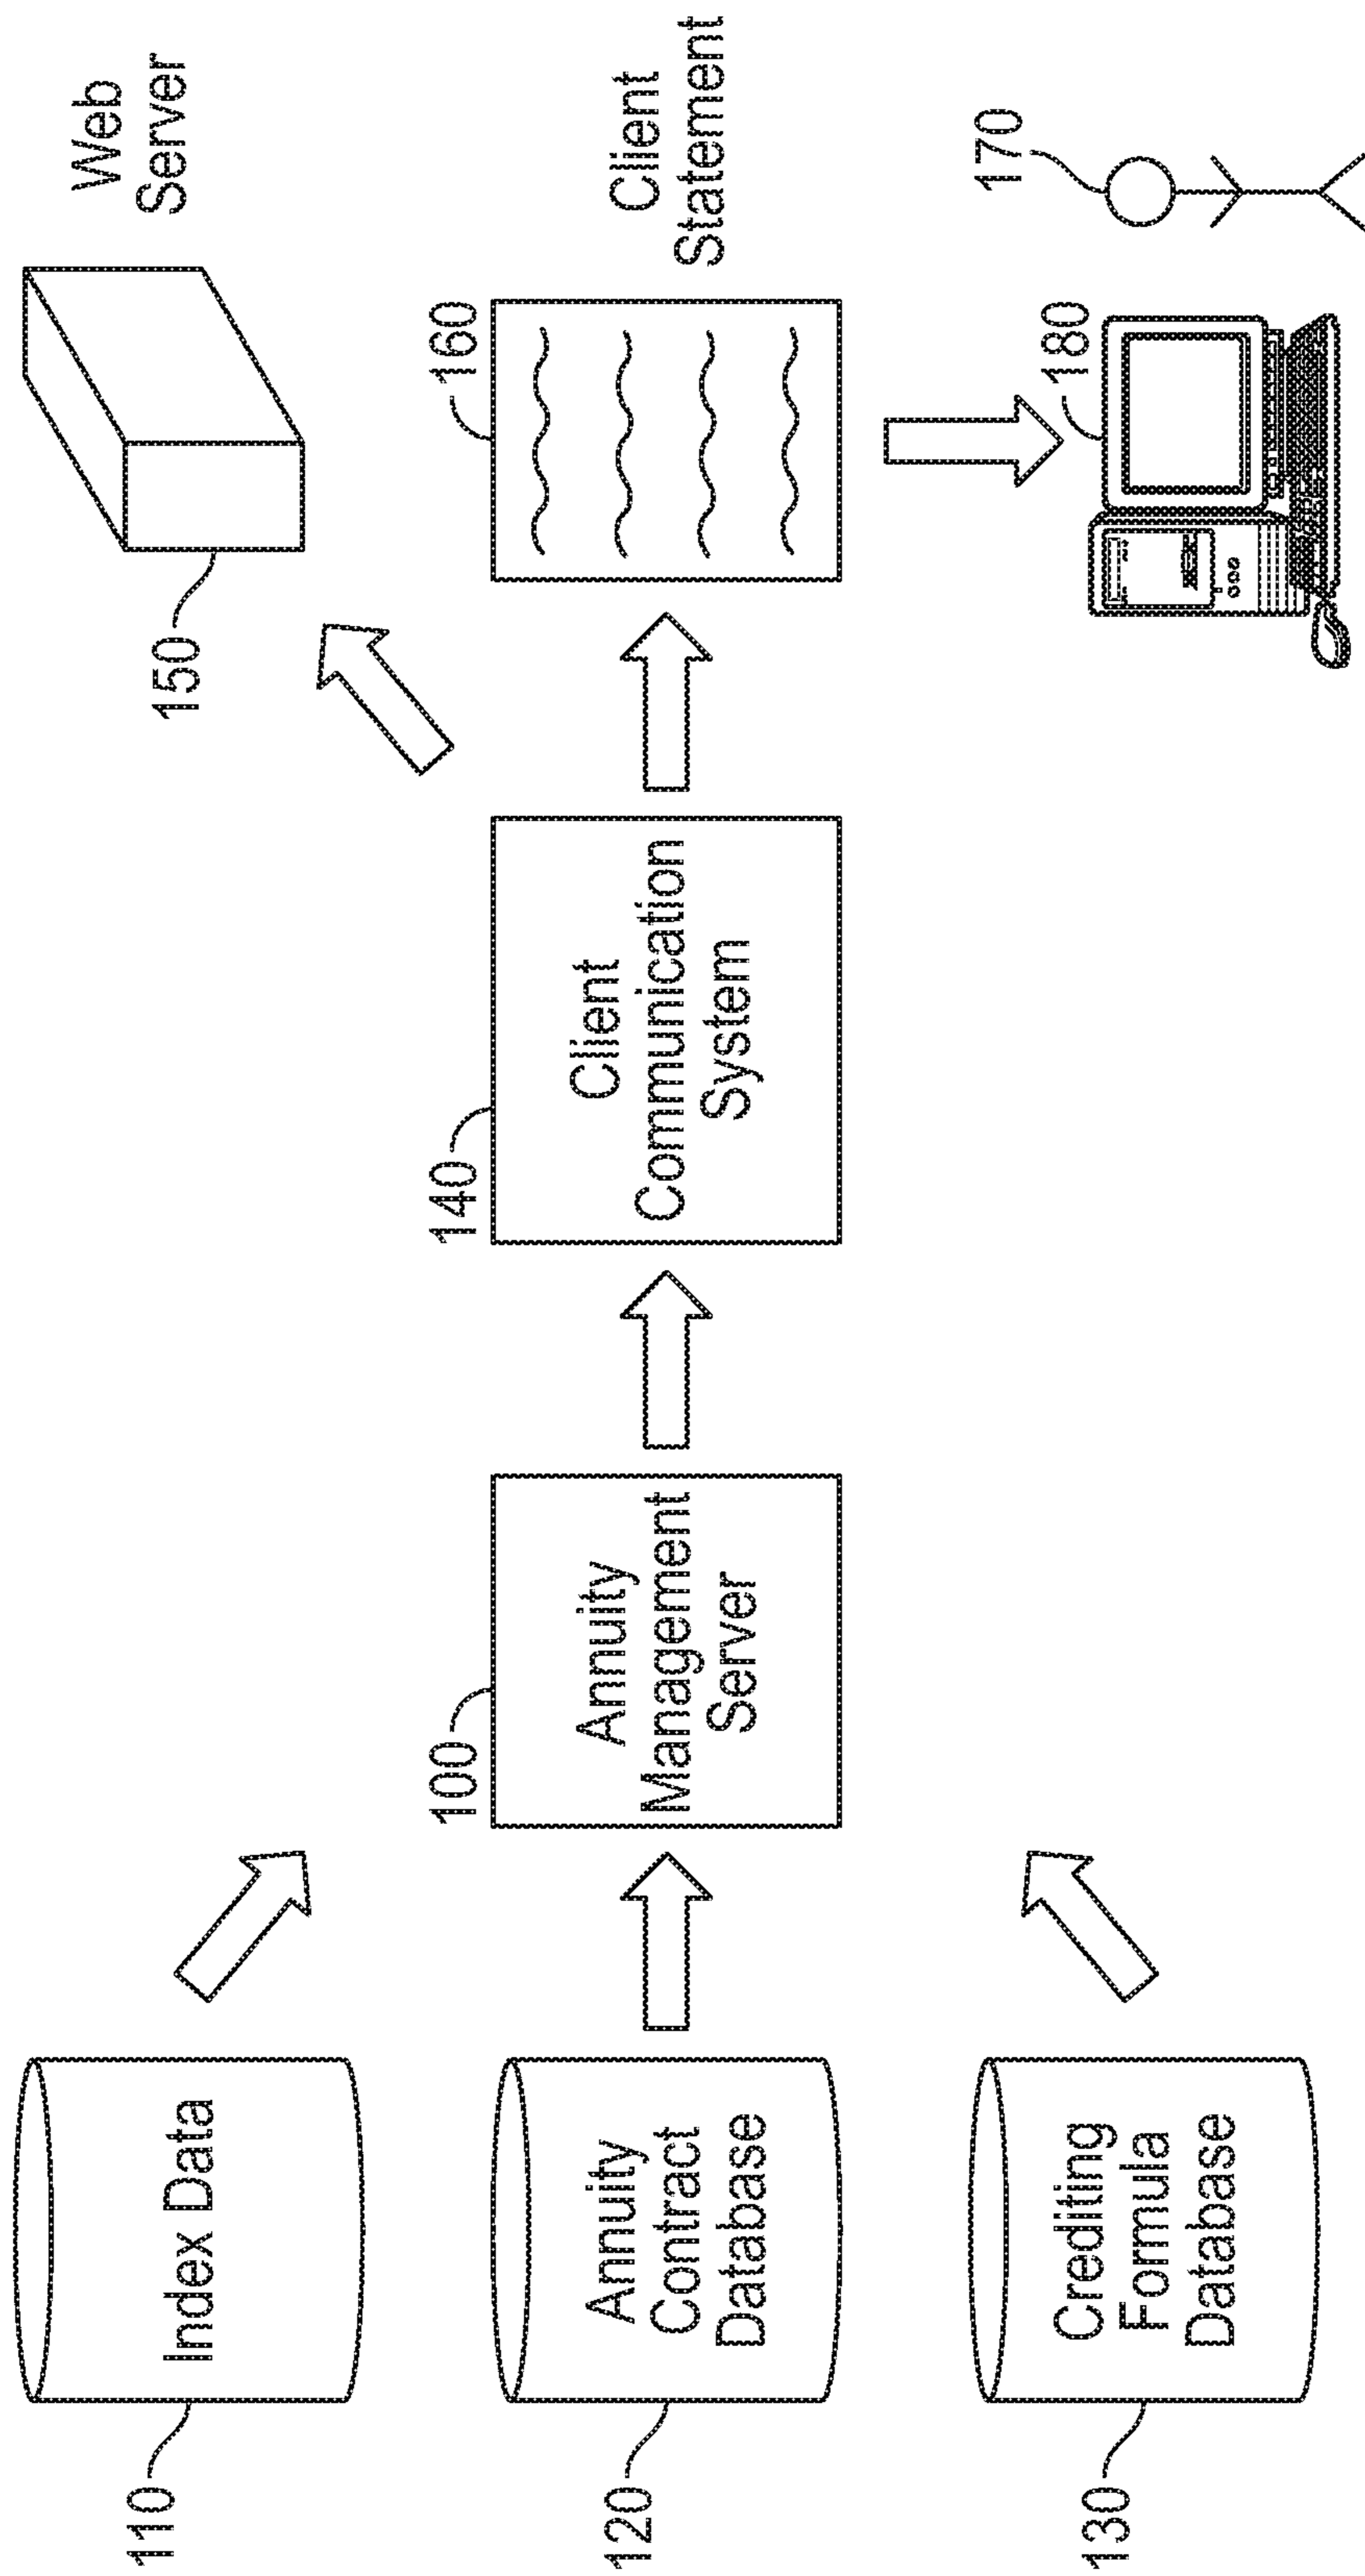 110
Index Data
120
Annuity
Contract
Database
130
Crediting
Formula
Database
100
Annuity
Management
Server
140
Client
Communication
System
150
Web
Server
160
Client
Statement
180
170